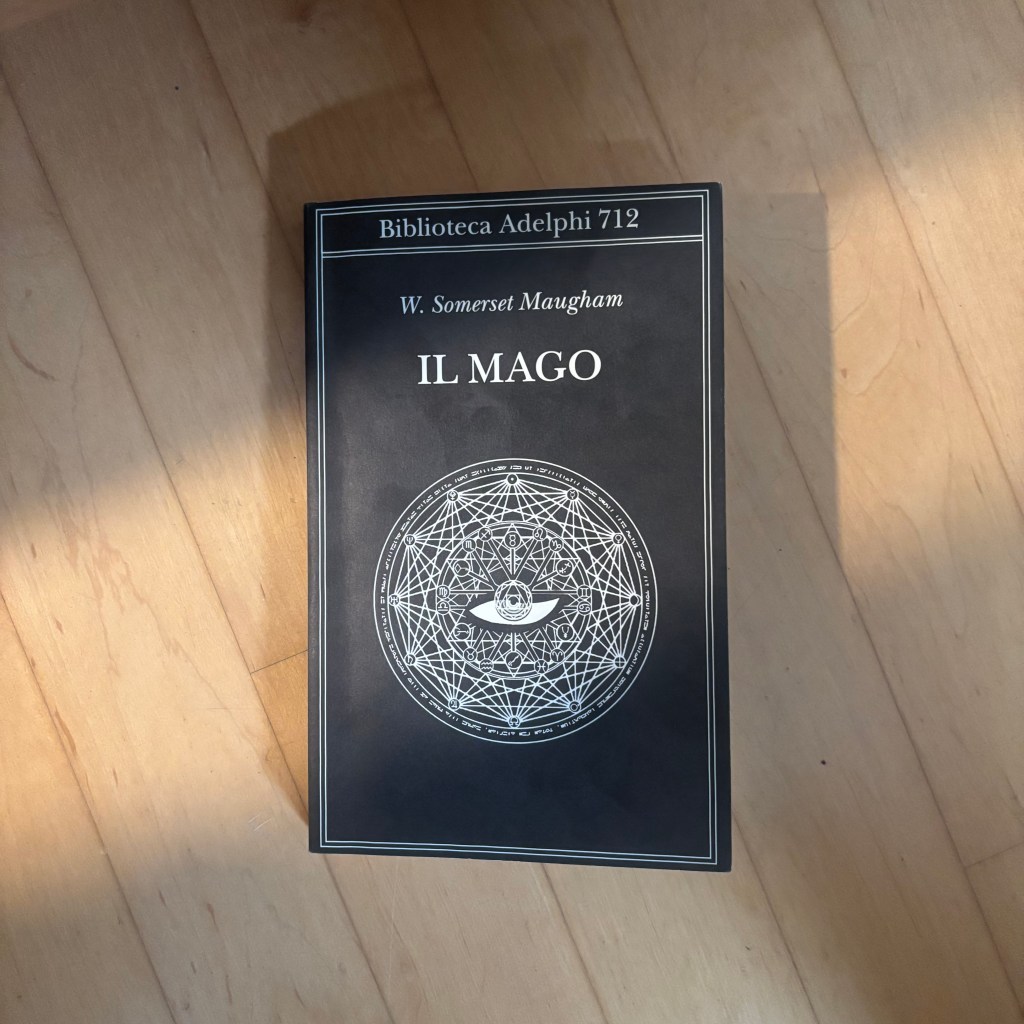 Biblioteca Adelphi 712
W. Somerset Maugham
IL MAGO